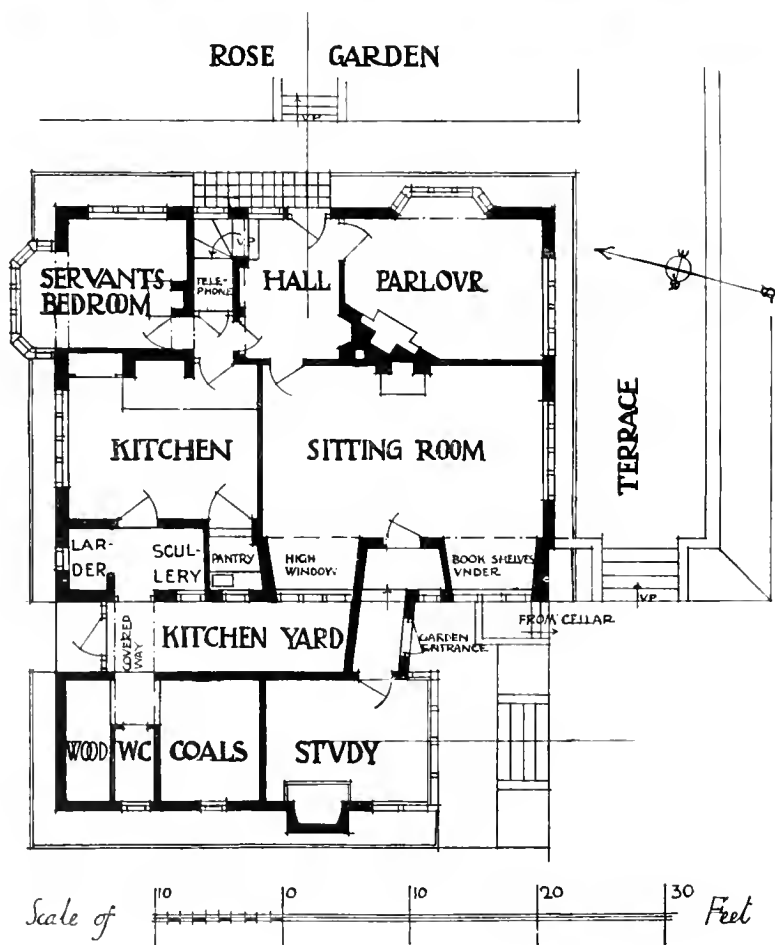 ROSE GARDEN
VP
SERVANTS
BEDROOM
TELE-
PHONE
VP
HALL
PARLOVR
N
S
TERRACE
KITCHEN
SITTING ROOM
LAR-
DER
SCUL-
LERY
PANTRY
HIGH
WINDOW
BOOK SHELVES
VNDER
VP
FROM CELLAR
COVERED
WAY
KITCHEN YARD
GARDEN
ENTRANCE
WOOD
WC
COALS
STVDY
Scale of
10
0
10
20
30
Feet